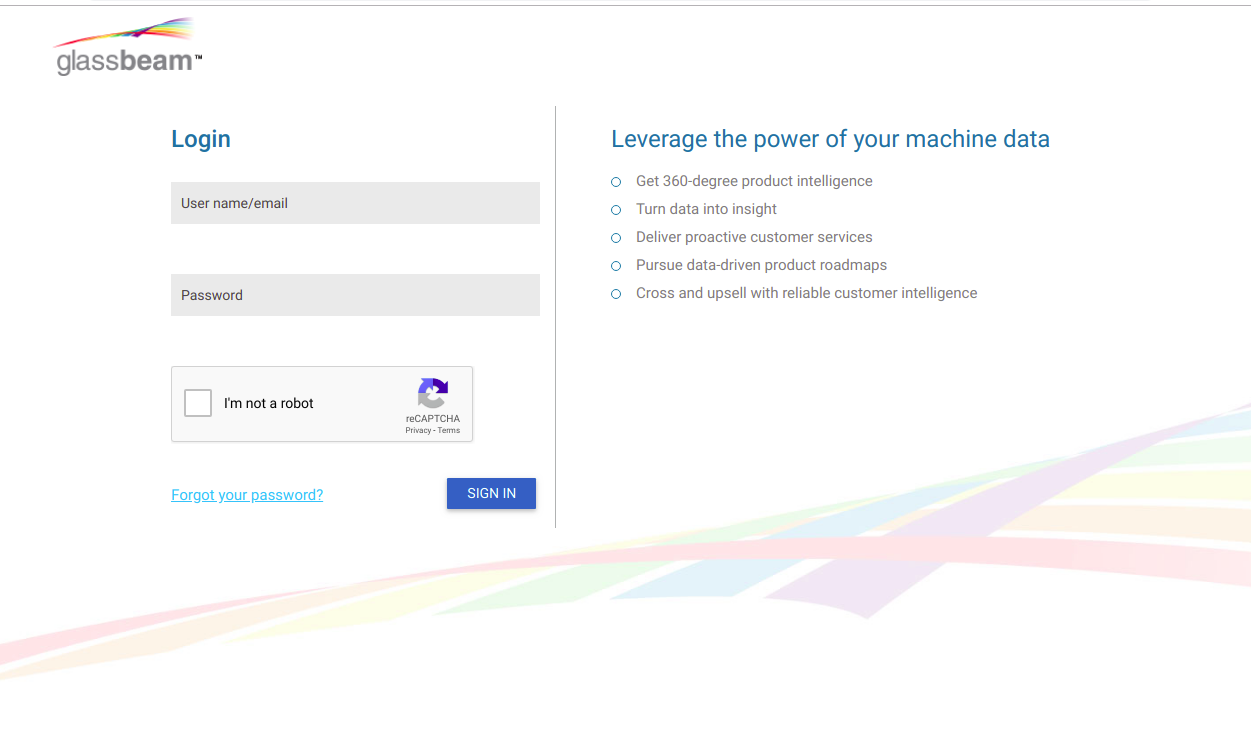 glassbeam™
Login
User name/email
Password
I'm not a robot
reCAPTCHA
Privacy - Terms
Forgot your password?
SIGN IN
Leverage the power of your machine data
Get 360-degree product intelligence
Turn data into insight
Deliver proactive customer services
Pursue data-driven product roadmaps
Cross and upsell with reliable customer intelligence